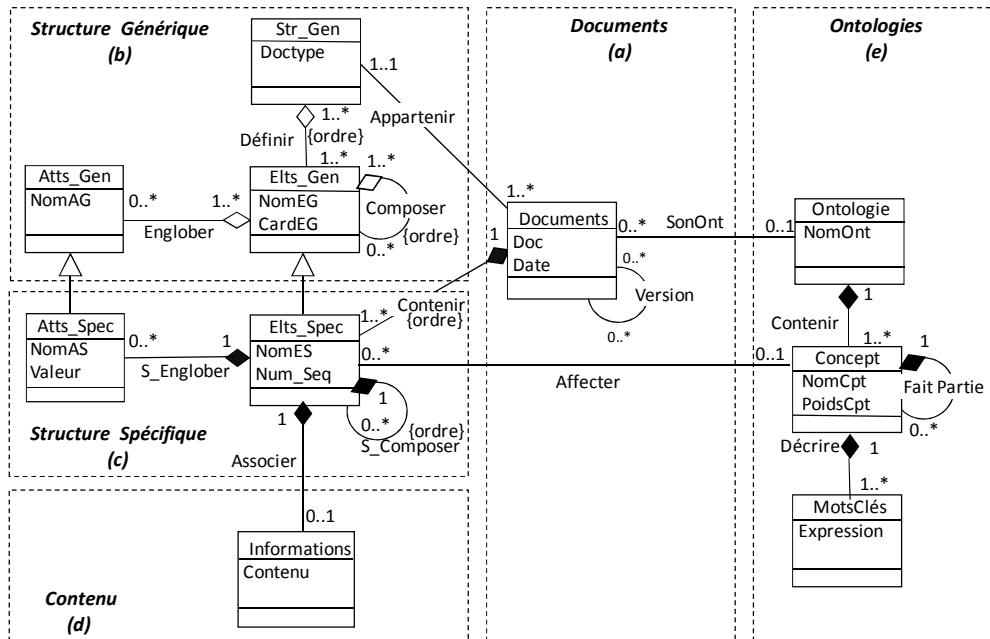 Structure Générique
(b)
Str_Gen
Doctype
1..*
Définir
{ordre}
1..*
Atts_Gen
NomAG
0..*
1..*
Englober
Elts_Gen
NomEG
CardEG
1..*
Composer
{ordre}
0..*
Documents
(a)
1..1
Appartenir
1..*
Documents
Doc
Date
1
0..*
SonOnt
0..1
0..*
Version
0..*
Contenir
{ordre}
1..*
Ontologies
(e)
Ontologie
NomOnt
1
Contenir
1..*
Concept
NomCpt
PoidsCpt
1
Fait Partie
0..*
Décrire
1
1..*
MotsClés
Expression
Atts_Spec
NomAS
Valeur
0..*
1
S_Englober
Elts_Spec
NomES
Num_Seq
0..*
0..1
Affecter
1
0..*
{ordre}
S_Composer
Structure Spécifique
(c)
1
Associer
0..1
Informations
Contenu
Contenu
(d)